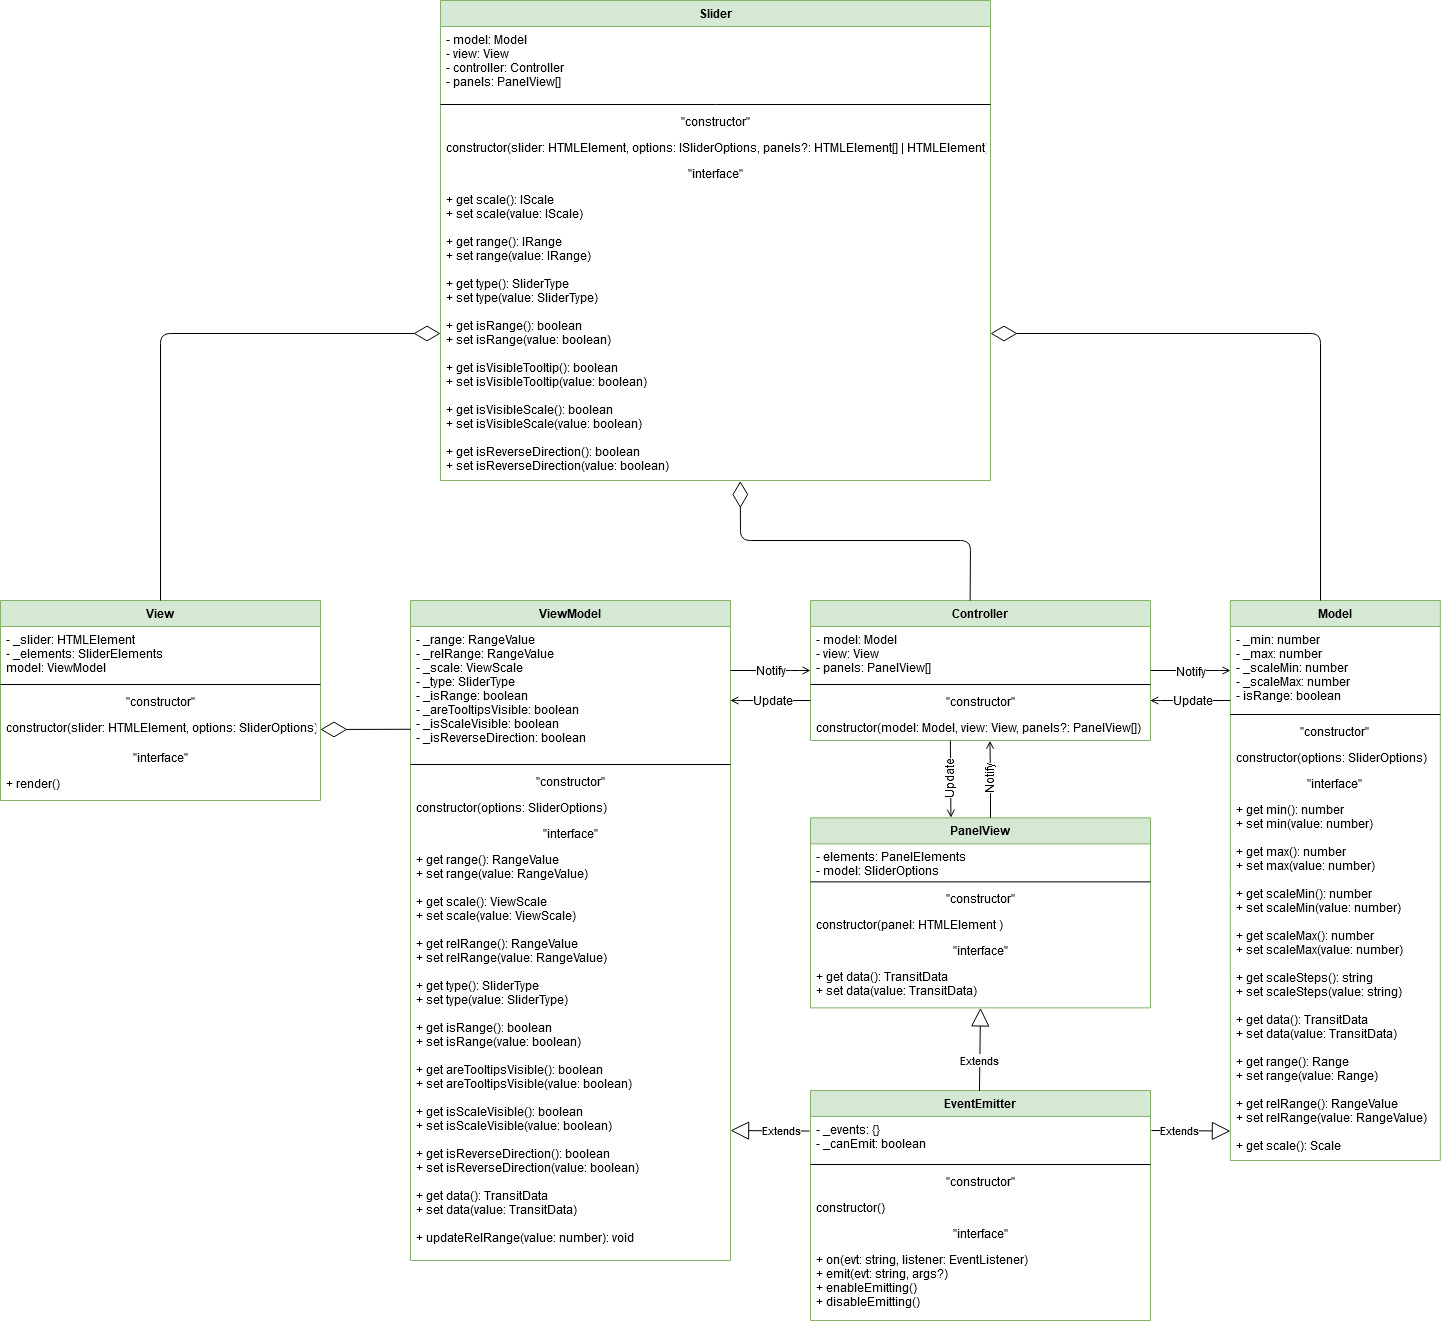 Slider
- model: Model
- view: View
- controller: Controller
- panels: PanelView[]
"constructor"
constructor(slider: HTMLElement, options: ISliderOptions, panels?: HTMLElement[] | HTMLElement
"interface"
+ get scale(): IScale
+ set scale(value: IScale)
+ get range(): IRange
+ set range(value: IRange)
+ get type(): SliderType
+ set type(value: SliderType)
+ get isRange(): boolean
+ set isRange(value: boolean)
+ get isVisibleTooltip(): boolean
+ set isVisibleTooltip(value: boolean)
+ get isVisibleScale(): boolean
+ set isVisibleScale(value: boolean)
+ get isReverseDirection(): boolean
+ set isReverseDirection(value: boolean)
View
- _slider: HTMLElement
- _elements: SliderElements
model: ViewModel
"constructor"
constructor(slider: HTMLElement, options: SliderOptions)
"interface"
+ render()
ViewModel
- _range: RangeValue
- _relRange: RangeValue
- _scale: ViewScale
- _type: SliderType
- _isRange: boolean
- _areTooltipsVisible: boolean
- _isScaleVisible: boolean
- _isReverseDirection: boolean
"constructor"
constructor(options: SliderOptions)
"interface"
+ get range(): RangeValue
+ set range(value: RangeValue)
+ get scale(): ViewScale
+ set scale(value: ViewScale)
+ get relRange(): RangeValue
+ set relRange(value: RangeValue)
+ get type(): SliderType
+ set type(value: SliderType)
+ get isRange(): boolean
+ set isRange(value: boolean)
+ get areTooltipsVisible(): boolean
+ set areTooltipsVisible(value: boolean)
+ get isScaleVisible(): boolean
+ set isScaleVisible(value: boolean)
+ get isReverseDirection(): boolean
+ set isReverseDirection(value: boolean)
+ get data(): TransitData
+ set data(value: TransitData)
+ updateRelRange(value: number): void
Notify
Update
Controller
- model: Model
- view: View
- panels: PanelView[]
"constructor"
constructor(model: Model, view: View, panels?: PanelView[])
Notify
Update
Update
Notify
PanelView
- elements: PanelElements
- model: SliderOptions
"constructor"
constructor(panel: HTMLElement )
"interface"
+ get data(): TransitData
+ set data(value: TransitData)
Extends
Extends
EventEmitter
- _events: {}
- _canEmit: boolean
"constructor"
constructor()
"interface"
+ on(evt: string, listener: EventListener)
+ emit(evt: string, args?)
+ enableEmitting()
+ disableEmitting()
Extends
Model
- _min: number
- _max: number
- _scaleMin: number
- _scaleMax: number
- isRange: boolean
"constructor"
constructor(options: SliderOptions)
"interface"
+ get min(): number
+ set min(value: number)
+ get max(): number
+ set max(value: number)
+ get scaleMin(): number
+ set scaleMin(value: number)
+ get scaleMax(): number
+ set scaleMax(value: number)
+ get scaleSteps(): string
+ set scaleSteps(value: string)
+ get data(): TransitData
+ set data(value: TransitData)
+ get range(): Range
+ set range(value: Range)
+ get relRange(): RangeValue
+ set relRange(value: RangeValue)
+ get scale(): Scale